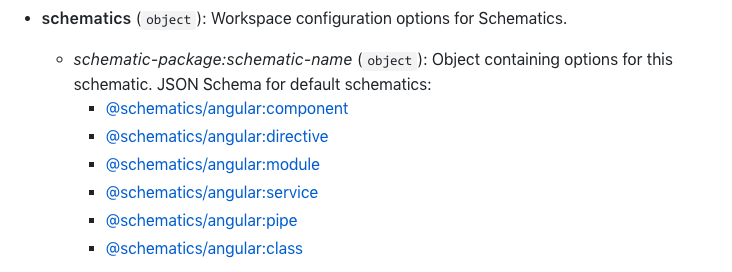 • schematics (object): Workspace configuration options for Schematics.
◦ schematic-package:schematic-name (object): Object containing options for this
schematic. JSON Schema for default schematics:
▪ @schematics/angular:component
▪ @schematics/angular:directive
▪ @schematics/angular:module
▪ @schematics/angular:service
▪ @schematics/angular:pipe
▪ @schematics/angular:class